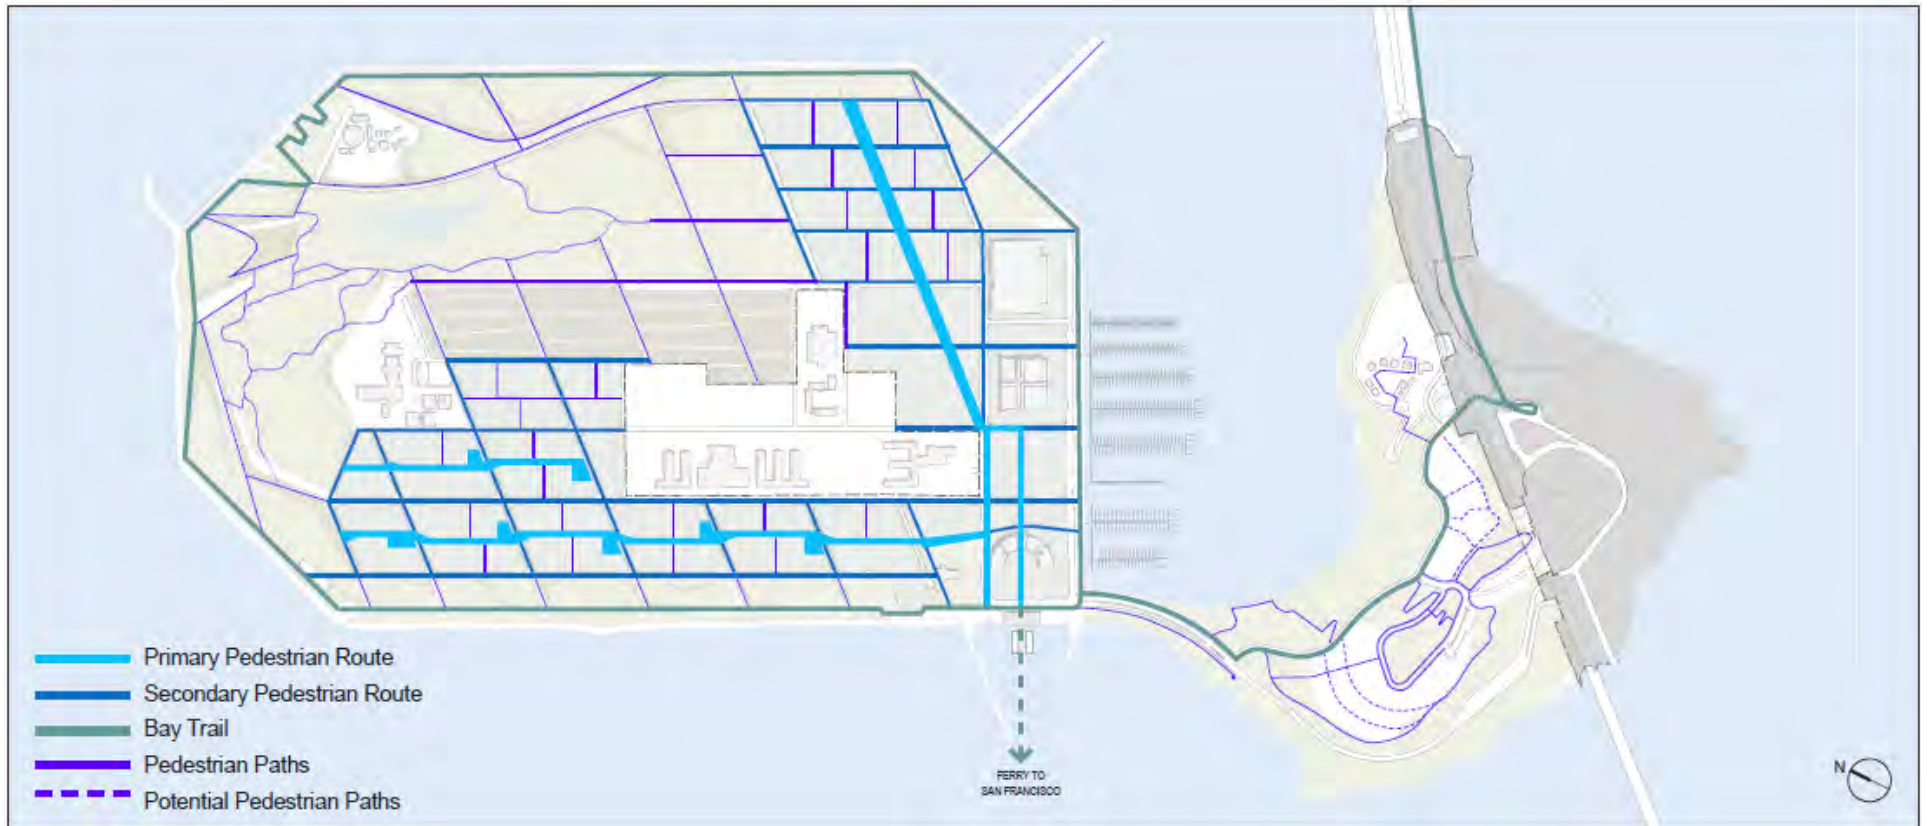 Primary Pedestrian Route
Secondary Pedestrian Route
Bay Trail
Pedestrian Paths
Potential Pedestrian Paths
FERRY TO
SAN FRANCISCO
N